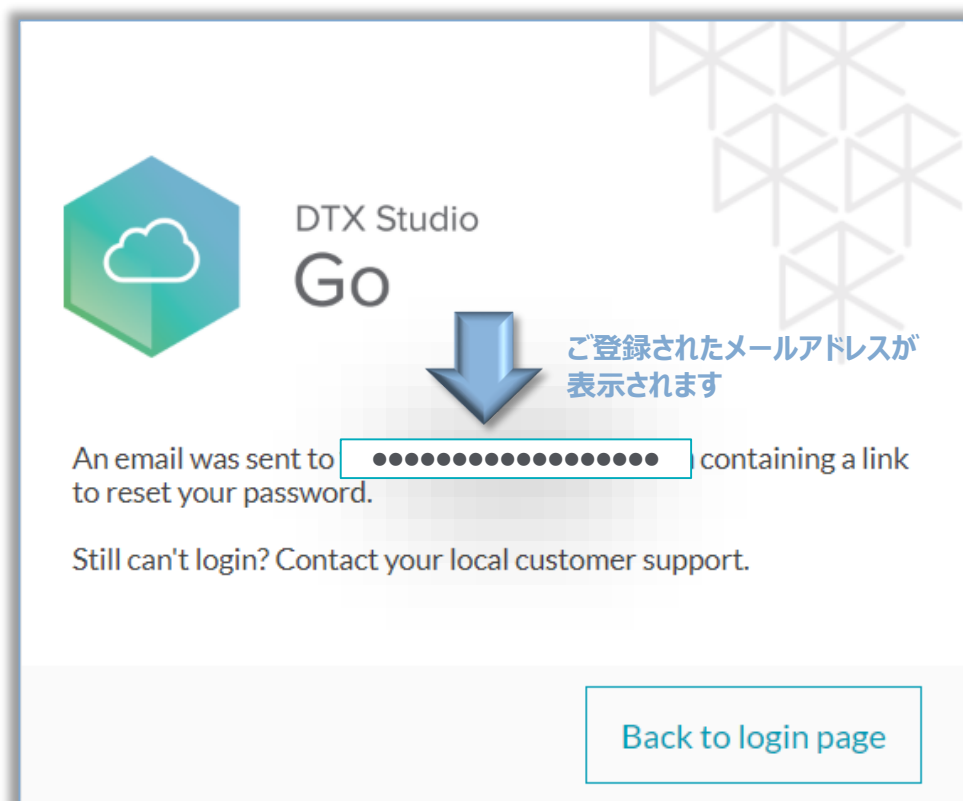 DTX Studio
Go
ご登録されたメールアドレスが
表示されます
An email was sent to ●●●●●●●●●●●●●●●●●● containing a link
to reset your password.
Still can't login? Contact your local customer support.
Back to login page